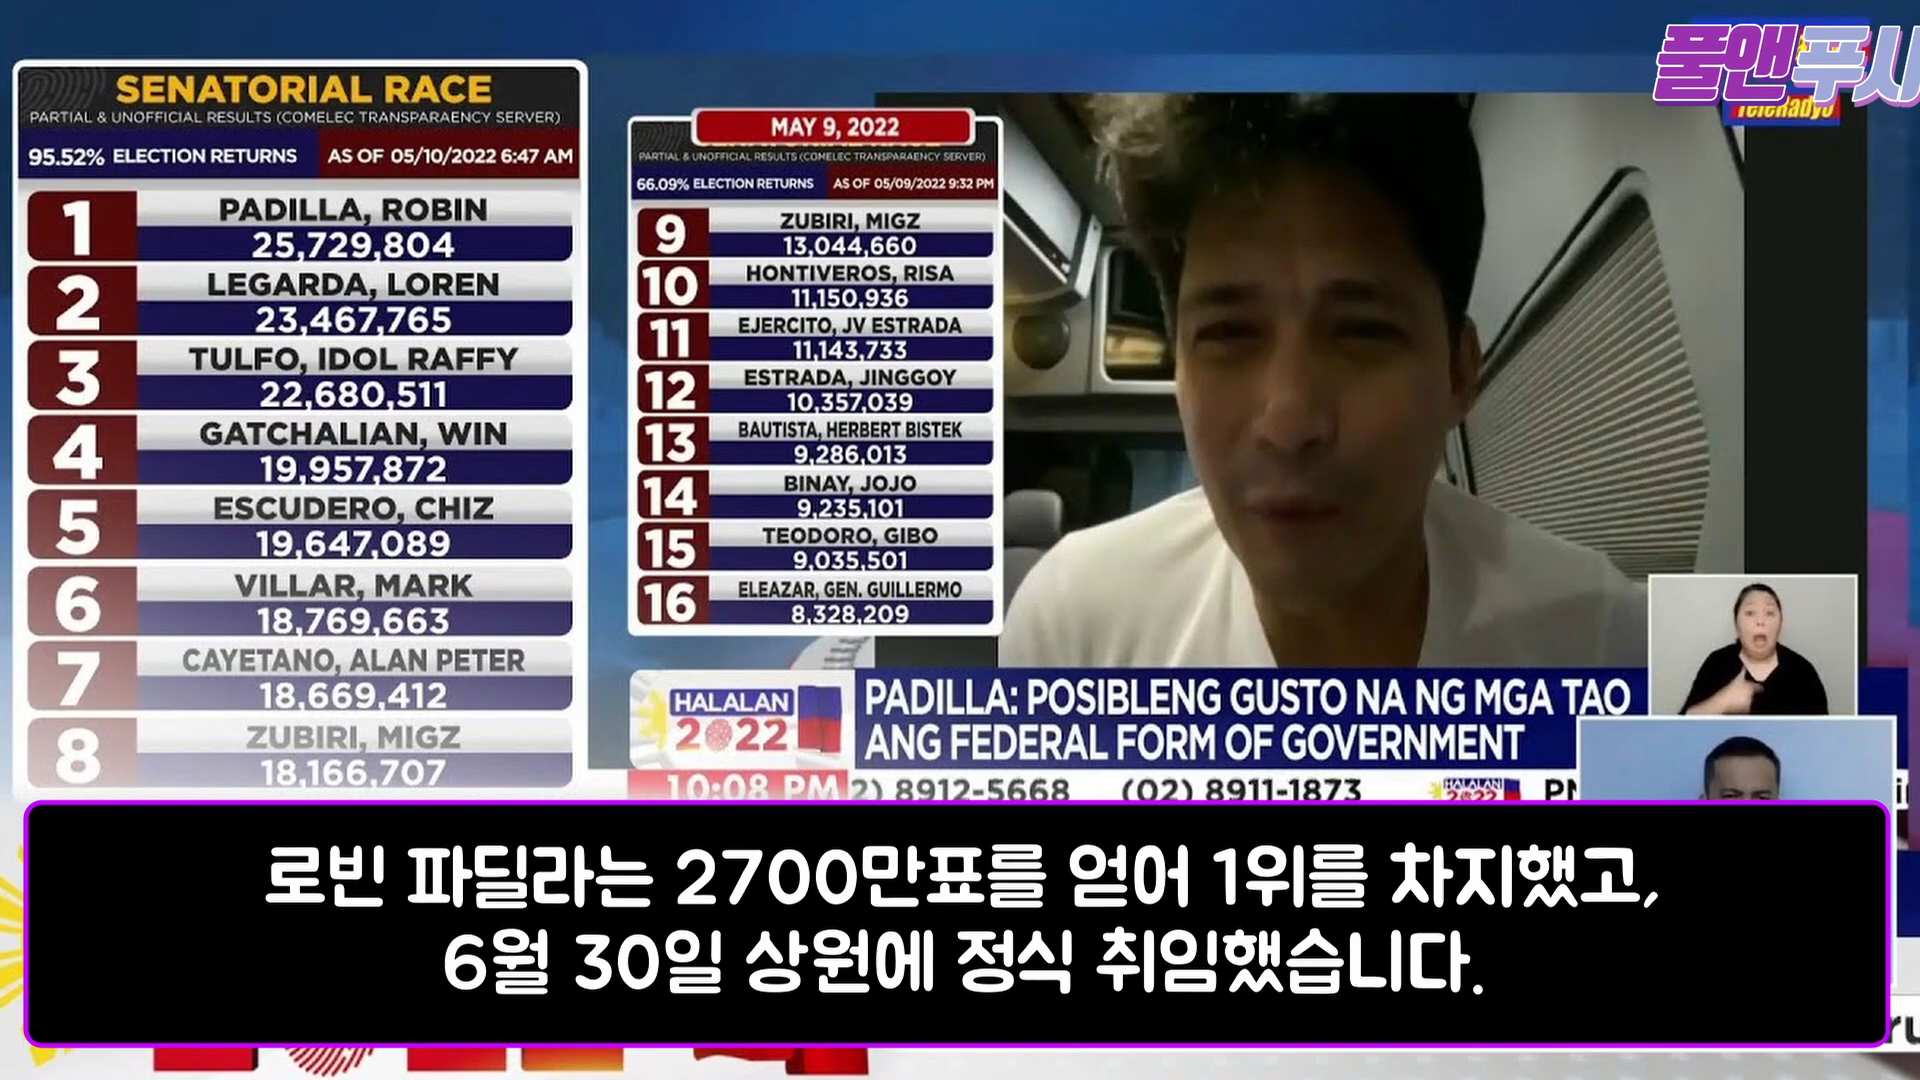 풀앤푸시
TeleRadyo
SENATORIAL RACE
PARTIAL & UNOFFICIAL RESULTS (COMELEC TRANSPARAENCY SERVER)
95.52% ELECTION RETURNS AS OF 05/10/2022 6:47 AM
1 PADILLA, ROBIN
25,729,804
2 LEGARDA, LOREN
23,467,765
3 TULFO, IDOL RAFFY
22,680,511
4 GATCHALIAN, WIN
19,957,872
5 ESCUDERO, CHIZ
19,647,089
6 VILLAR, MARK
18,769,663
7 CAYETANO, ALAN PETER
18,669,412
8 ZUBIRI, MIGZ
18,166,707
MAY 9, 2022
PARTIAL & UNOFFICIAL RESULTS (COMELEC TRANSPARAENCY SERVER)
66.09% ELECTION RETURNS AS OF 05/09/2022 9:32 PM
9 ZUBIRI, MIGZ
13,044,660
10 HONTIVEROS, RISA
11,150,936
11 EJERCITO, JV ESTRADA
11,143,733
12 ESTRADA, JINGGOY
10,357,039
13 BAUTISTA, HERBERT BISTEK
9,286,013
14 BINAY, JOJO
9,235,101
15 TEODORO, GIBO
9,035,501
16 ELEAZAR, GEN. GUILLERMO
8,328,209
HALALAN
2022
PADILLA: POSIBLENG GUSTO NA NG MGA TAO
ANG FEDERAL FORM OF GOVERNMENT
10:08 PM 2) 8912-5668 (02) 8911-1873 HALALAN 2022
로빈 파딜라는 2700만표를 얻어 1위를 차지했고,
6월 30일 상원에 정식 취임했습니다.